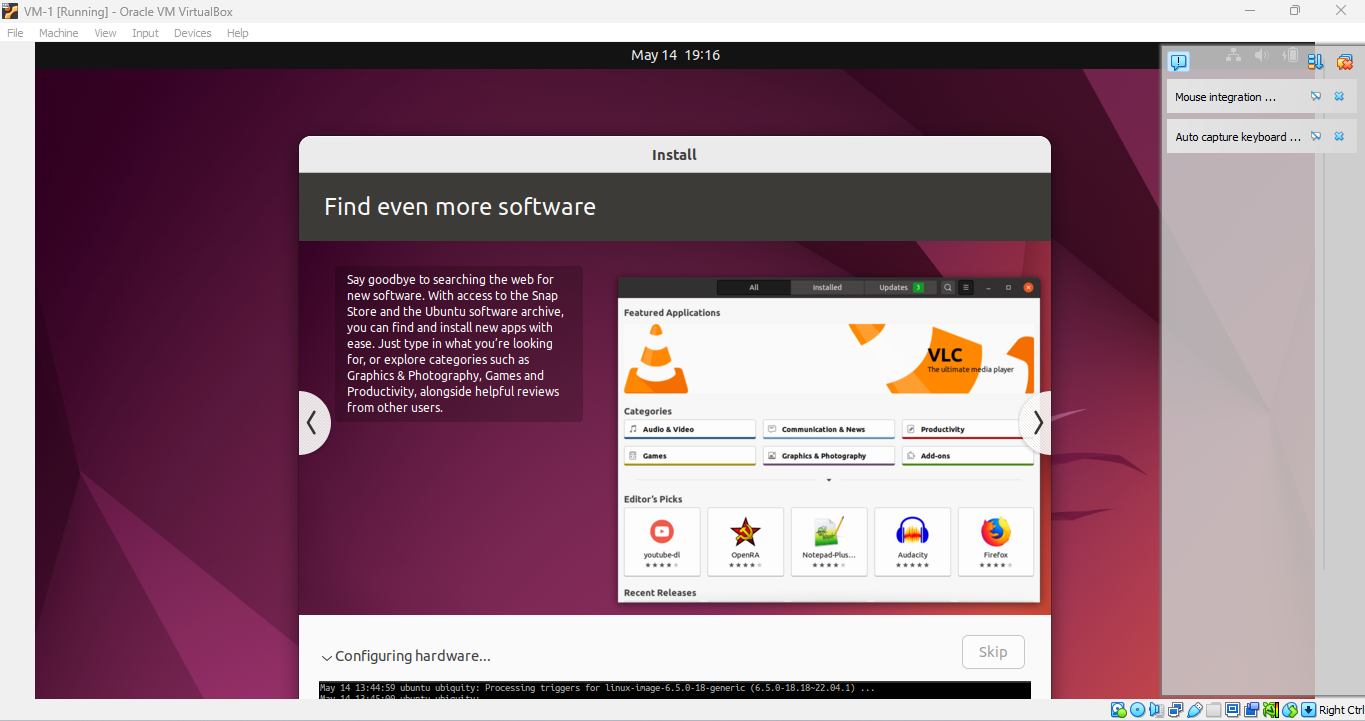 VM-1 [Running] - Oracle VM VirtualBox
File Machine View Input Devices Help
May 14 19:16
Mouse integration ...
Auto capture keyboard ...
Install
Find even more software
Say goodbye to searching the web for
new software. With access to the Snap
Store and the Ubuntu software archive,
you can find and install new apps with
ease. Just type in what you're looking
for, or explore categories such as
Graphics & Photography, Games and
Productivity, alongside helpful reviews
from other users.
All Installed Updates 3
Featured Applications
VLC
The ultimate media player
Categories
Audio & Video Communication & News Productivity
Games Graphics & Photography Add-ons
Editor's Picks
youtube-dl OpenRA Notepad-Plus... Audacity Firefox
Recent Releases
Configuring hardware...
Skip
May 14 13:44:59 ubuntu ubiquity: Processing triggers for linux-image-6.5.0-18-generic (6.5.0-18.18~22.04.1) ...
May 14 13:45:00 ubuntu ubiquity:
Right Ctrl